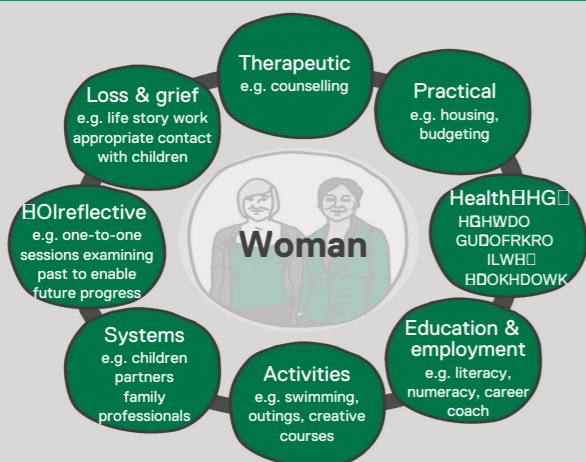 Therapeutic
e.g. counselling
Practical
e.g. housing,
budgeting
Education &
employment
e.g. literacy,
numeracy, career
coach
Activities
e.g. swimming,
outings, creative
courses
Systems
e.g. children
partners
family
professionals
e.g. one-to-one
sessions examining
past to enable
future progress
Loss & grief
e.g. life story work
appropriate contact
with children
Woman